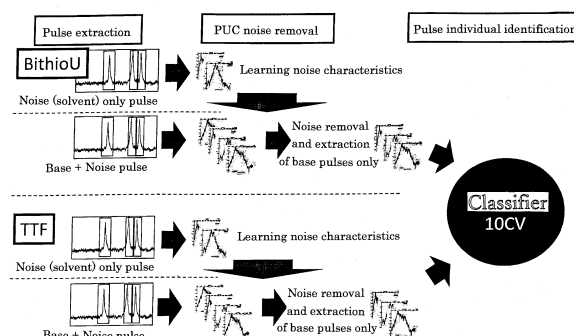 Pulse extraction
PUC noise removal
Pulse individual identification
BithioU
Learning noise characteristics
Noise (solvent) only pulse
Noise removal
and extraction
of base pulses only
Base + Noise pulse
Classifier
10CV
TTF
Learning noise characteristics
Noise (solvent) only pulse
Noise removal
and extraction
of base pulses only
Base + Noise pulse